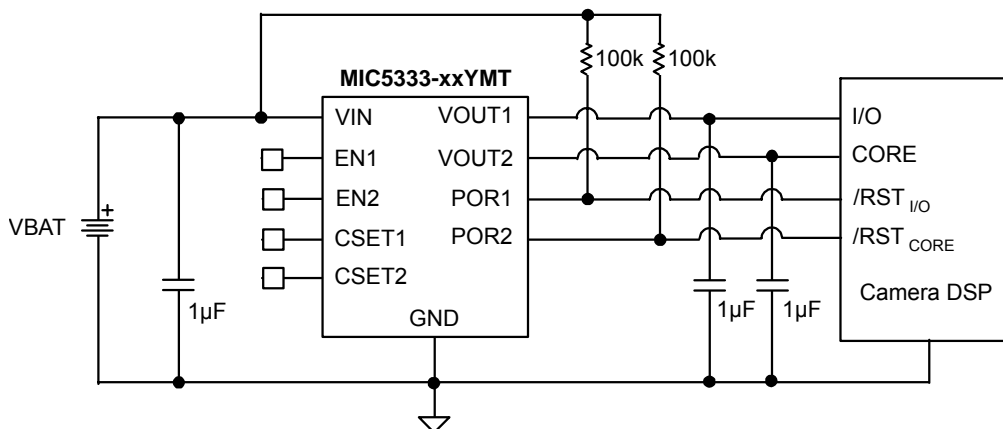 100k
100k
MIC5333-xxYMT
VIN
VOUT1
I/O
EN1
VOUT2
CORE
EN2
POR1
/RST I/O
CSET1
POR2
/RST CORE
CSET2
VBAT
+
1µF
GND
1µF
1µF
Camera DSP